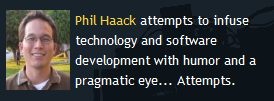 Phil Haack attempts to infuse
technology and software
development with humor and a
pragmatic eye... Attempts.